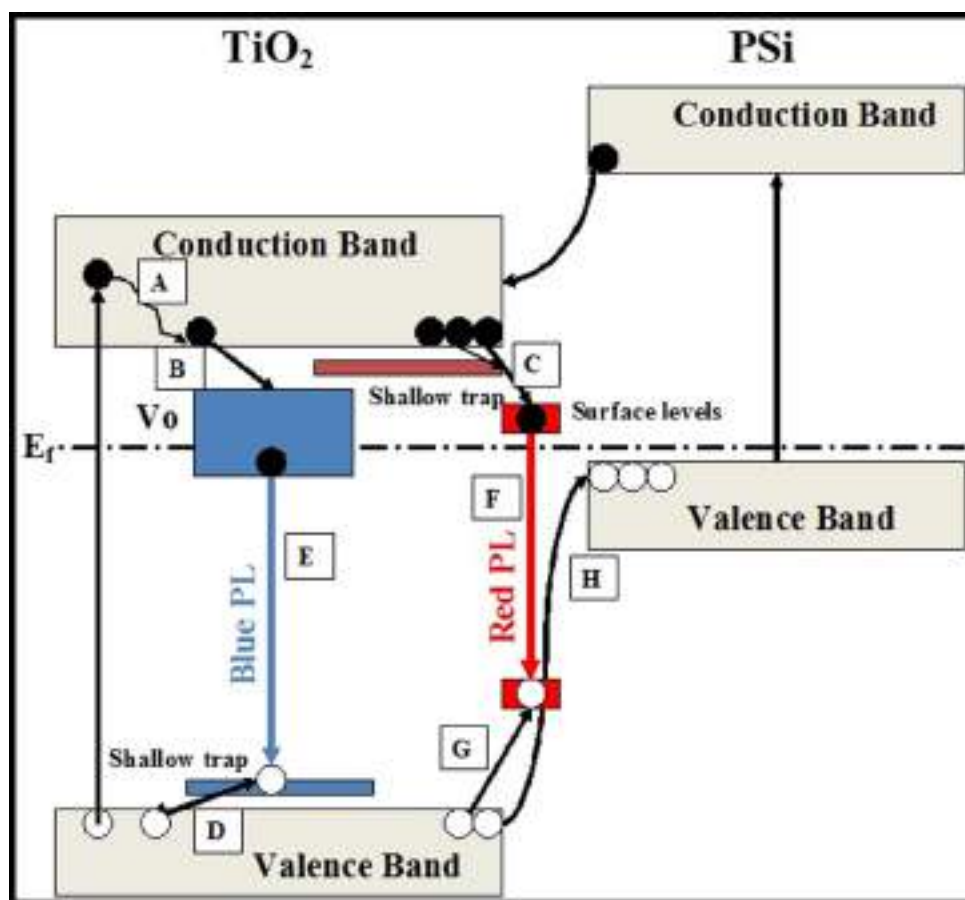 TiO₂
PSi
Conduction Band
Conduction Band
A
B
C
Shallow trap
Surface levels
Vo
E_f
Valence Band
F
E
H
Blue PL
Red PL
G
Shallow trap
D
Valence Band